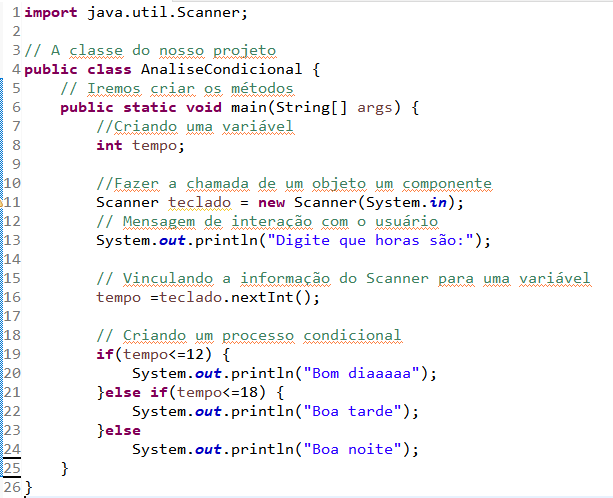 1 import java.util.Scanner;
2
3 // A classe do nosso projeto
4 public class AnaliseCondicional {
5     // Iremos criar os métodos
6     public static void main(String[] args) {
7         //Criando uma variável
8         int tempo;
9
10         //Fazer a chamada de um objeto um componente
11         Scanner teclado = new Scanner(System.in);
12         // Mensagem de interação com o usuário
13         System.out.println("Digite que horas são:");
14
15         // Vinculando a informação do Scanner para uma variável
16         tempo =teclado.nextInt();
17
18         // Criando um processo condicional
19         if(tempo<=12) {
20             System.out.println("Bom diaaaaa");
21         }else if(tempo<=18) {
22             System.out.println("Boa tarde");
23         }else
24             System.out.println("Boa noite");
25     }
26 }